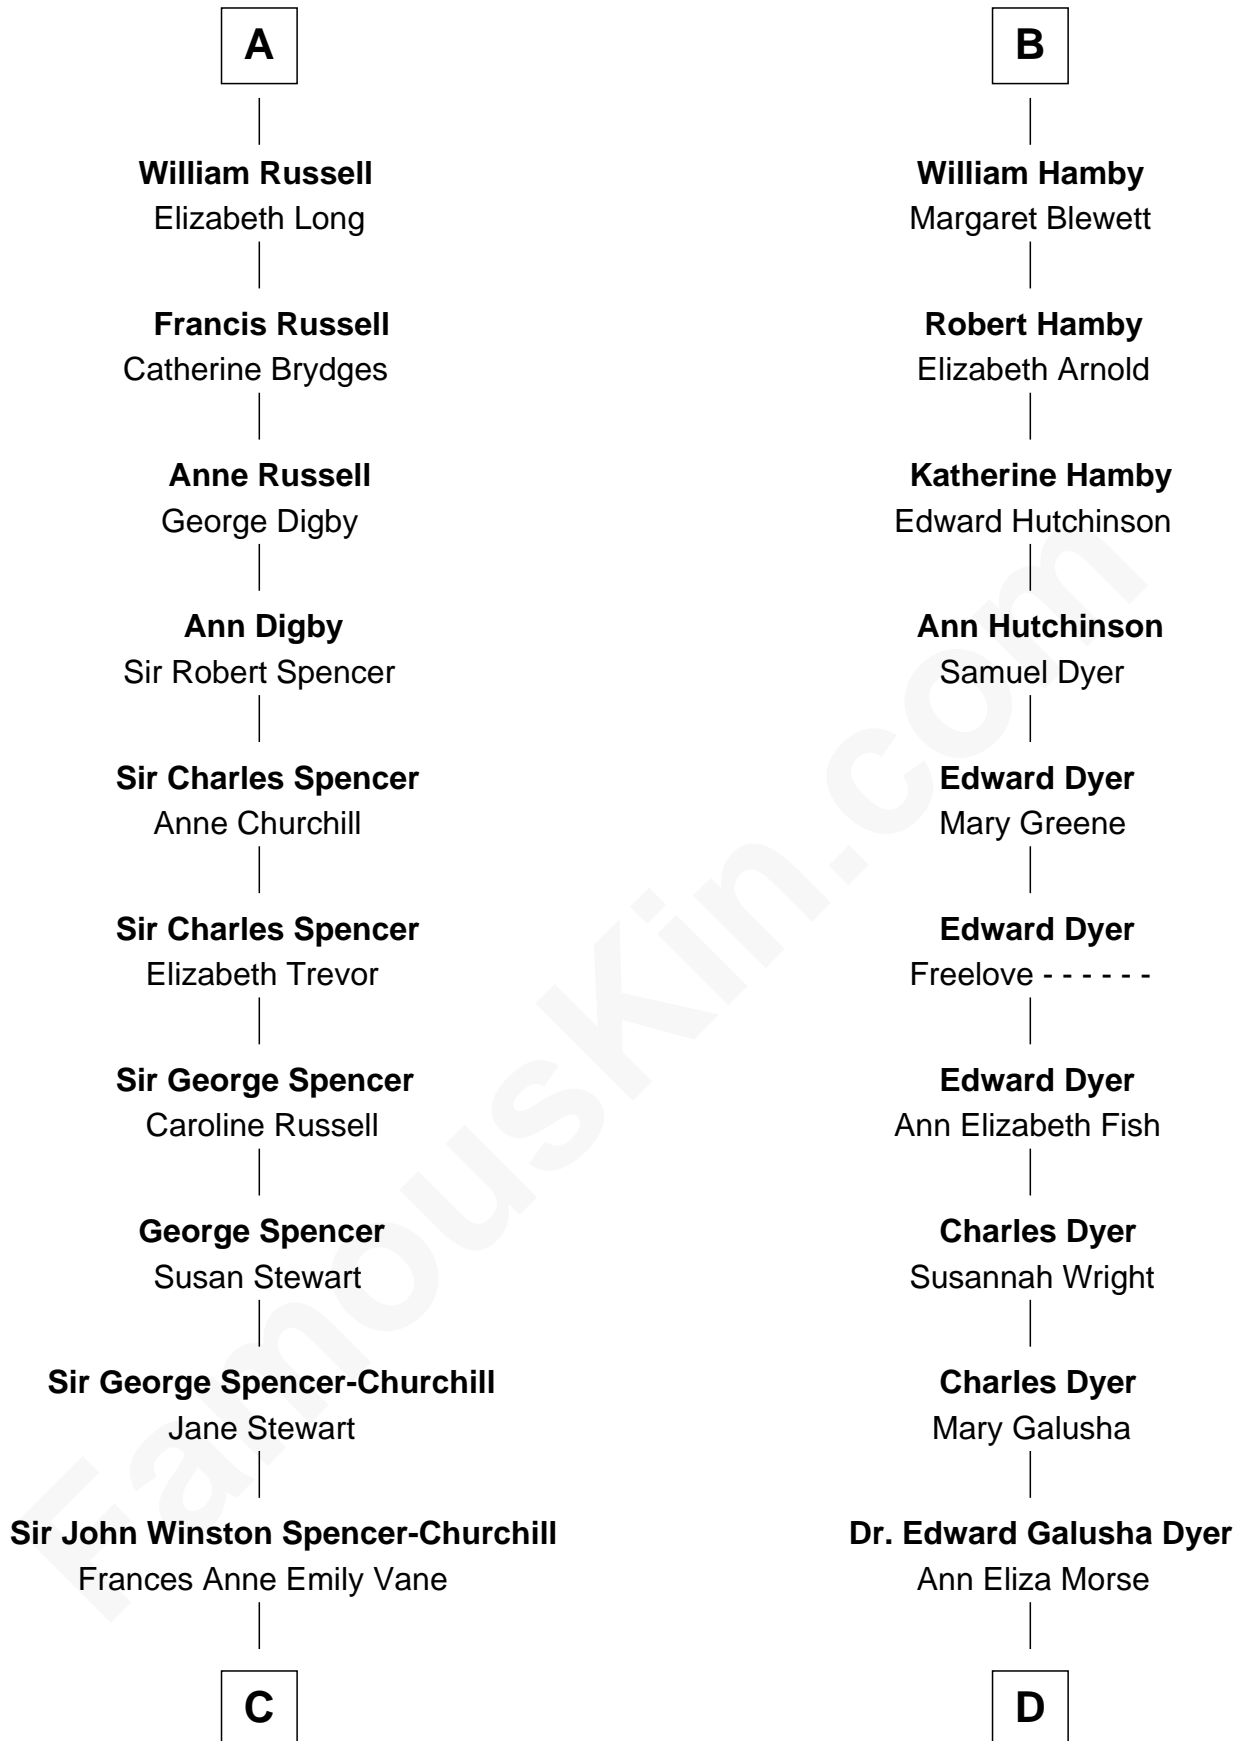 A
William Russell
Elizabeth Long
Francis Russell
Catherine Brydges
Anne Russell
George Digby
Ann Digby
Sir Robert Spencer
Sir Charles Spencer
Anne Churchill
Sir Charles Spencer
Elizabeth Trevor
Sir George Spencer
Caroline Russell
George Spencer
Susan Stewart
Sir George Spencer-Churchill
Jane Stewart
Sir John Winston Spencer-Churchill
Frances Anne Emily Vane
C
B
William Hamby
Margaret Blewett
Robert Hamby
Elizabeth Arnold
Katherine Hamby
Edward Hutchinson
Ann Hutchinson
Samuel Dyer
Edward Dyer
Mary Greene
Edward Dyer
Freelove - - - - - -
Edward Dyer
Ann Elizabeth Fish
Charles Dyer
Susannah Wright
Charles Dyer
Mary Galusha
Dr. Edward Galusha Dyer
Ann Eliza Morse
D
FamousKin.com